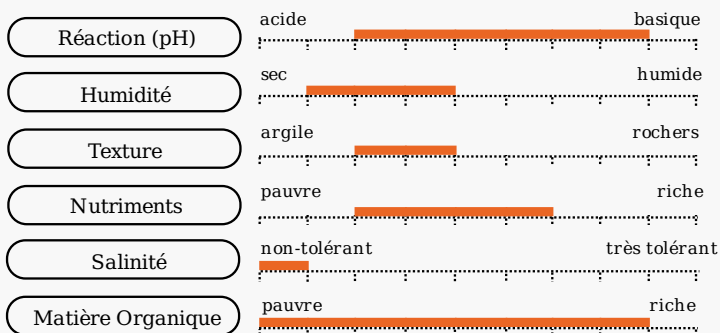 Réaction (pH) acide basique
Humidité sec humide
Texture argile rochers
Nutriments pauvre riche
Salinité non-tolérant très tolérant
Matière Organique pauvre riche